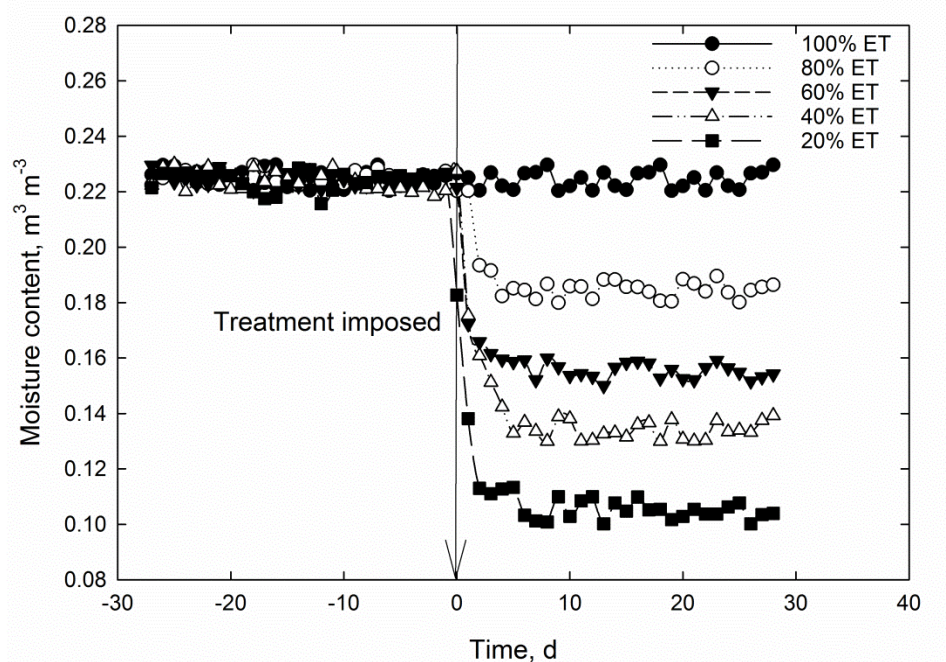 0.28
0.26
0.24
0.22
0.20
0.18
0.16
0.14
0.12
0.10
0.08
Moisture content, m³ m⁻³
100% ET
80% ET
60% ET
40% ET
20% ET
Treatment imposed
-30 -20 -10 0 10 20 30 40
Time, d